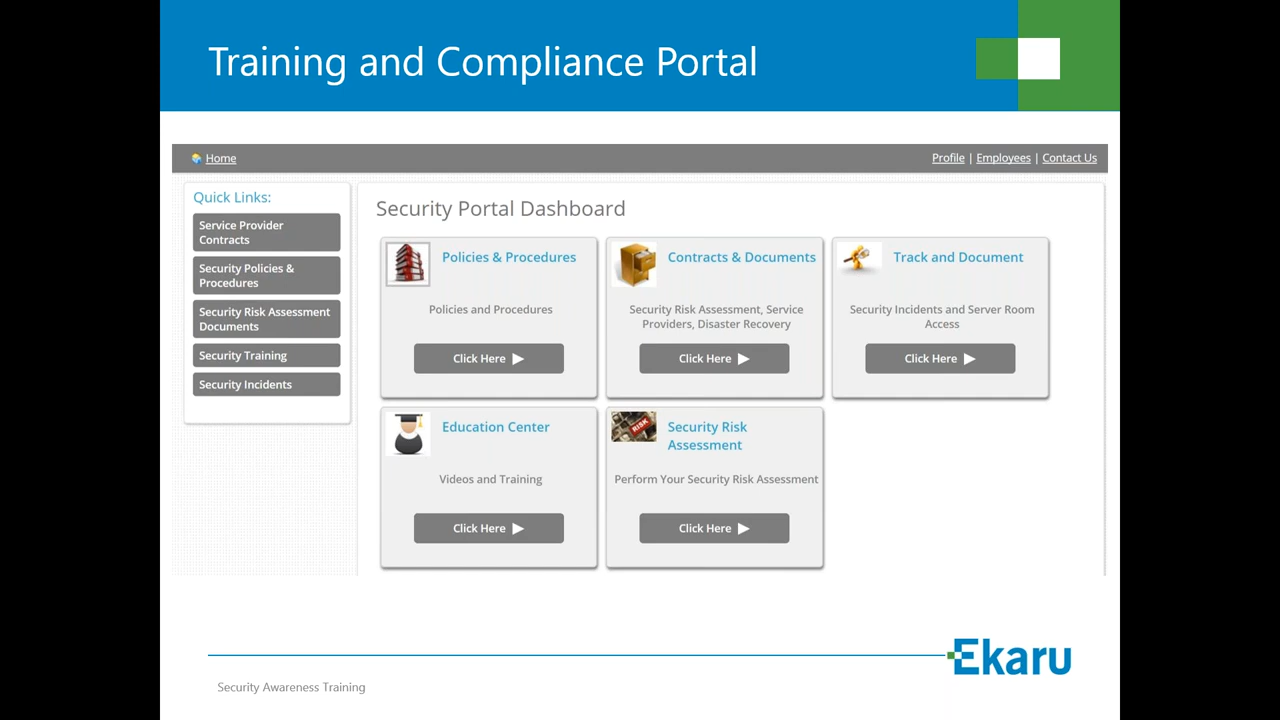 Training and Compliance Portal
Home
Profile | Employees | Contact Us
Quick Links:
Service Provider
Contracts
Security Policies &
Procedures
Security Risk Assessment
Documents
Security Training
Security Incidents
Security Portal Dashboard
Policies & Procedures
Policies and Procedures
Click Here
Contracts & Documents
Security Risk Assessment, Service
Providers, Disaster Recovery
Click Here
Track and Document
Security Incidents and Server Room
Access
Click Here
Education Center
Videos and Training
Click Here
RISK
Security Risk
Assessment
Perform Your Security Risk Assessment
Click Here
Ekaru
Security Awareness Training